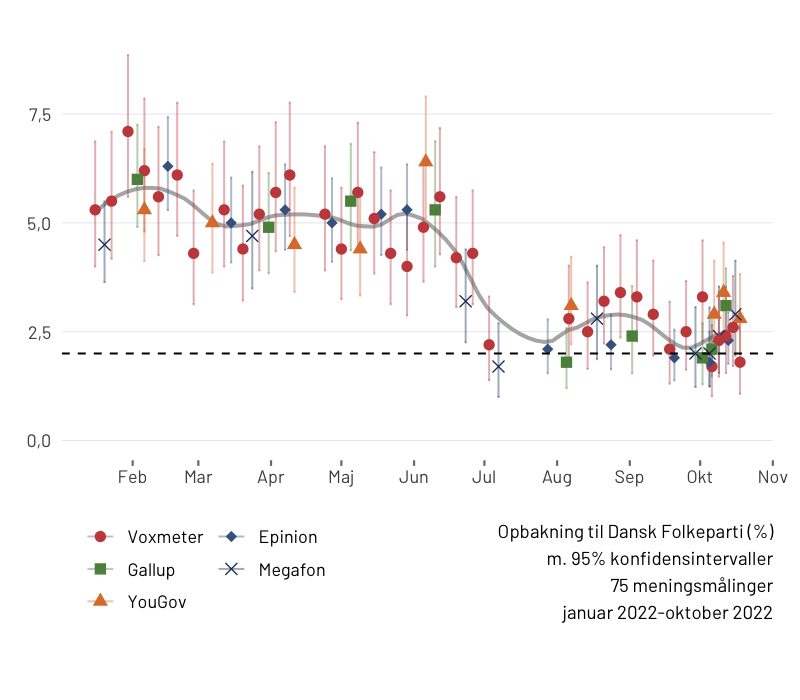 7,5
5,0
2,5
0,0
Feb Mar Apr Maj Jun Jul Aug Sep Okt Nov
Voxmeter Epinion
Gallup Megafon
YouGov
Opbakning til Dansk Folkeparti (%)
m. 95% konfidensintervaller
75 meningsmålinger
januar 2022-oktober 2022